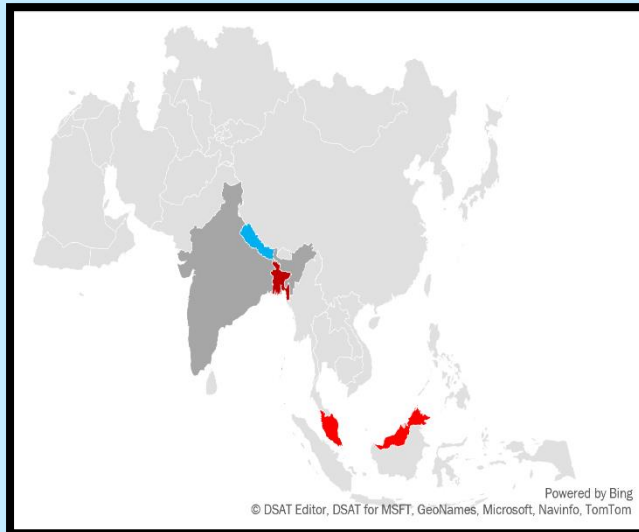 Powered by Bing
© DSAT Editor, DSAT for MSFT, GeoNames, Microsoft, Navinfo, TomTom